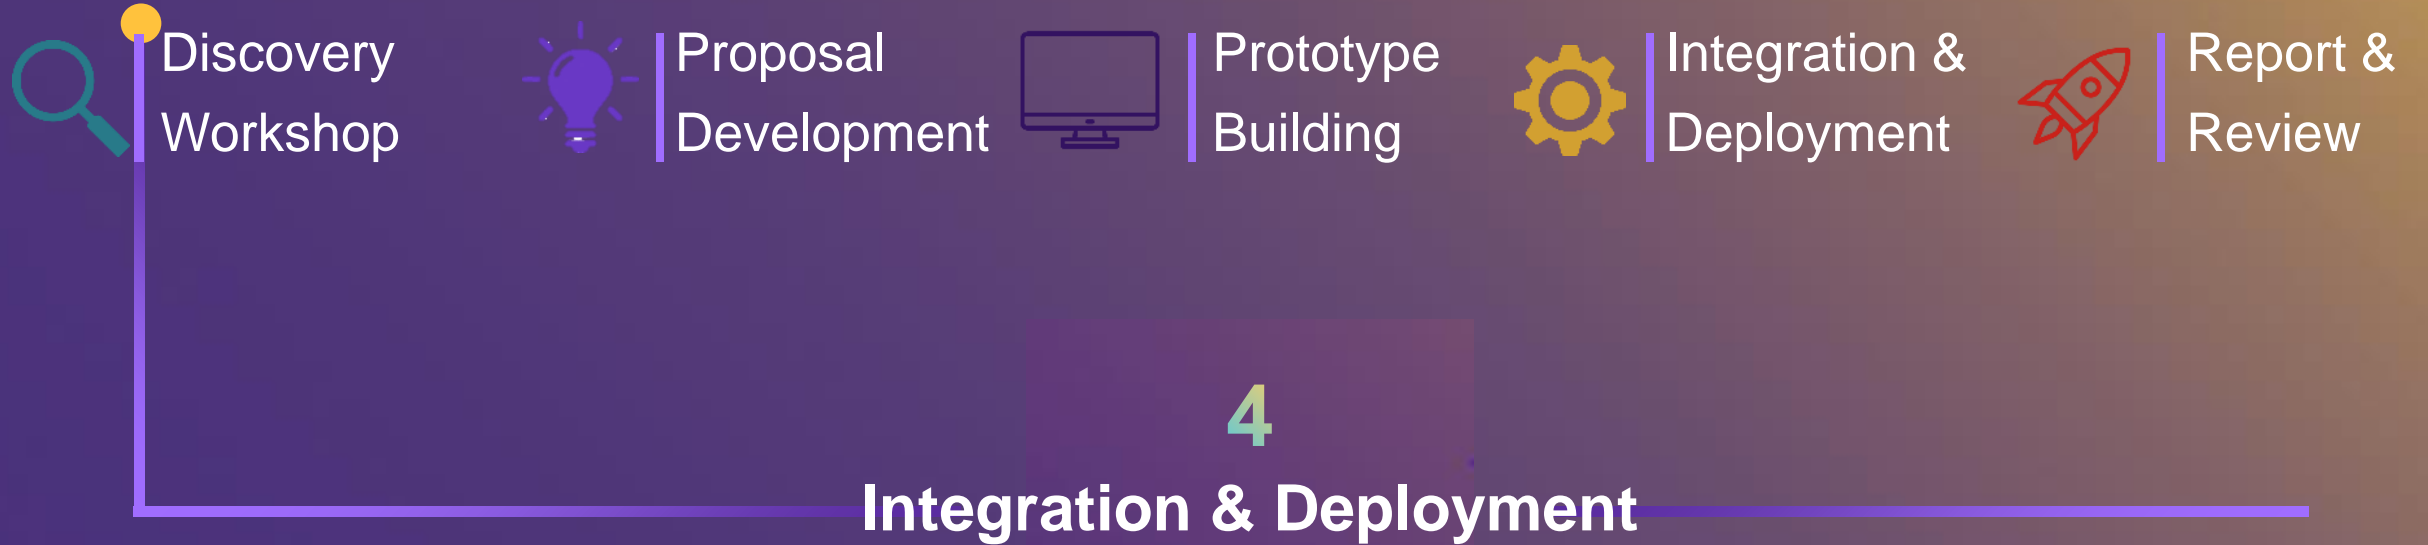 Discovery
Workshop
Proposal
Development
Prototype
Building
Integration &
Deployment
Report &
Review
4
Integration & Deployment